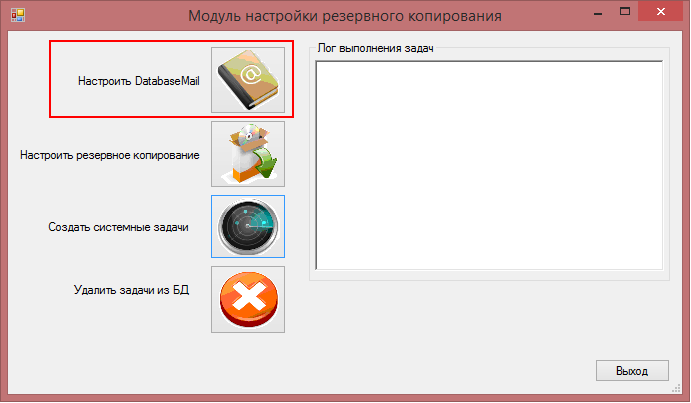 Модуль настройки резервного копирования
Настроить DatabaseMail
Настроить резервное копирование
Создать системные задачи
Удалить задачи из БД
Лог выполнения задач
Выход